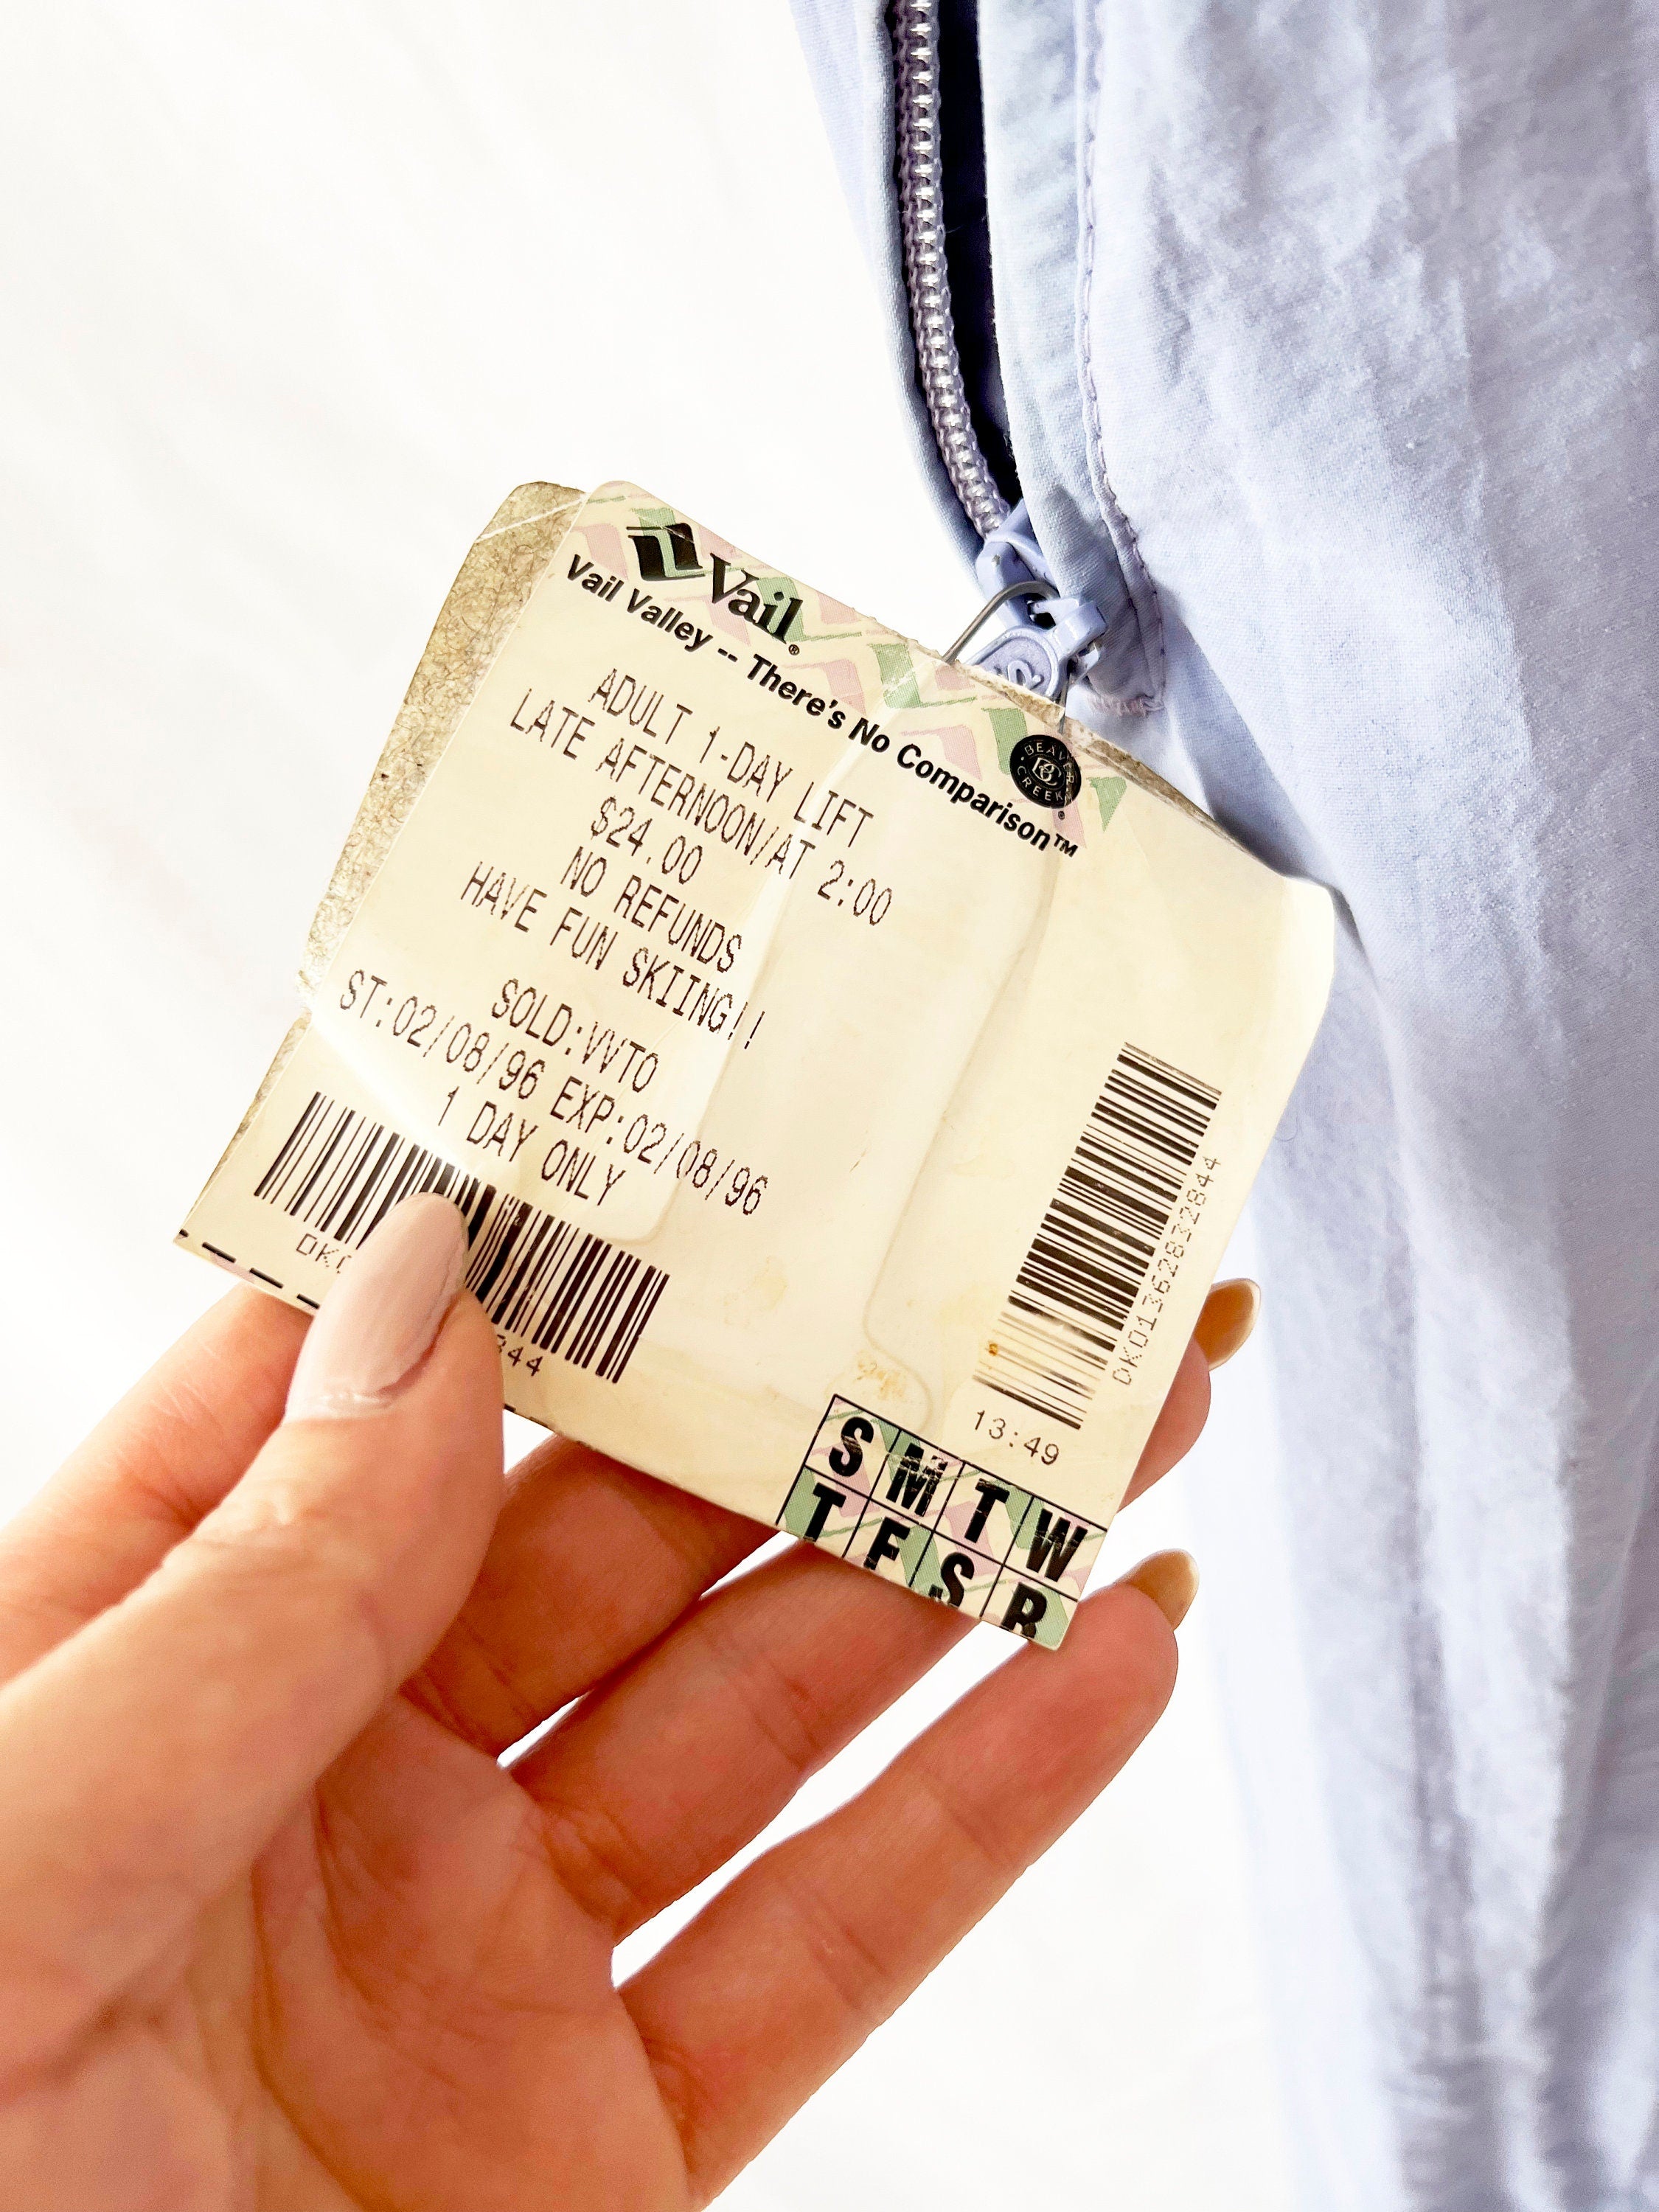 Vail®
Vail Valley -- There's No Comparison™
BEAVER CREEK®
ADULT 1-DAY LIFT
LATE AFTERNOON/AT 2:00
$24.00
NO REFUNDS
HAVE FUN SKIING!!
SOLD:VVTO
ST:02/08/96 EXP:02/08/96
1 DAY ONLY
844
13:49
S M T W
T F S R